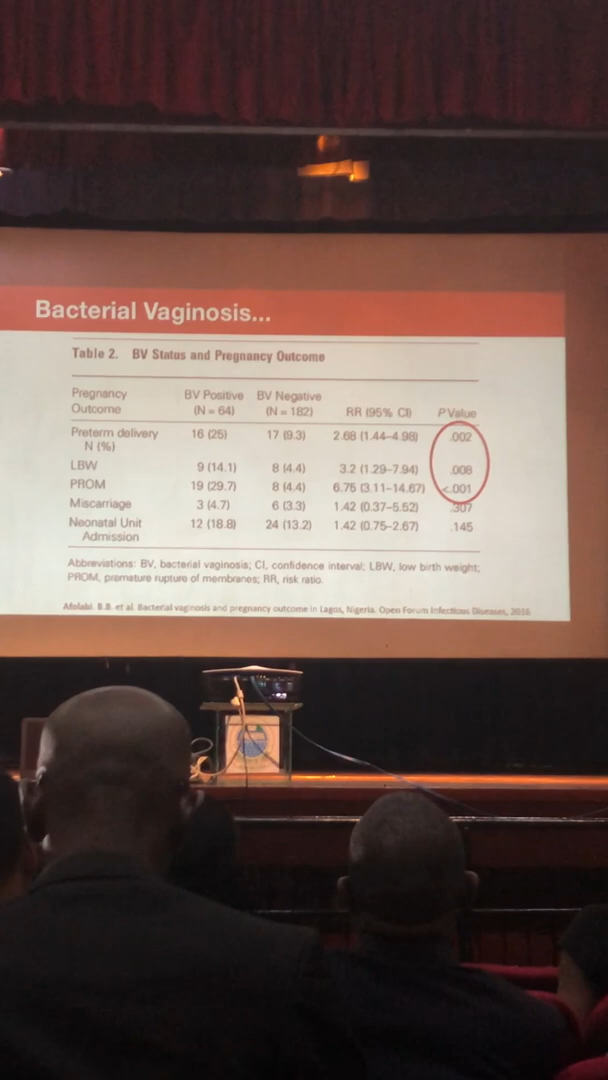 Bacterial Vaginosis...
Table 2. BV Status and Pregnancy Outcome
Pregnancy Outcome BV Positive (N = 64) BV Negative (N = 182) RR (95% CI) P Value
Preterm delivery N (%) 16 (25) 17 (9.3) 2.68 (1.44–4.98) .002
LBW 9 (14.1) 8 (4.4) 3.2 (1.29–7.94) .008
PROM 19 (29.7) 8 (4.4) 6.75 (3.11–14.67) <.001
Miscarriage 3 (4.7) 6 (3.3) 1.42 (0.37–5.52) .307
Neonatal Unit Admission 12 (18.8) 24 (13.2) 1.42 (0.75–2.67) .145
Abbreviations: BV, bacterial vaginosis; CI, confidence interval; LBW, low birth weight;
PROM, premature rupture of membranes; RR, risk ratio.
Afolabi. B.B. et al. Bacterial vaginosis and pregnancy outcome in Lagos, Nigeria. Open Forum Infectious Diseases, 2016